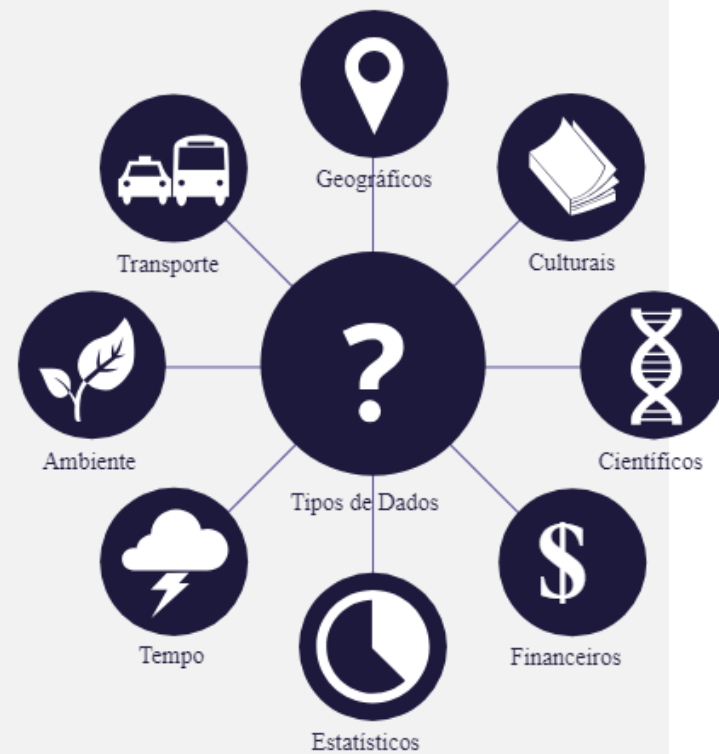 Geográficos
Transporte
Culturais
?
Ambiente
Científicos
Tipos de Dados
$
Tempo
Financeiros
Estatísticos